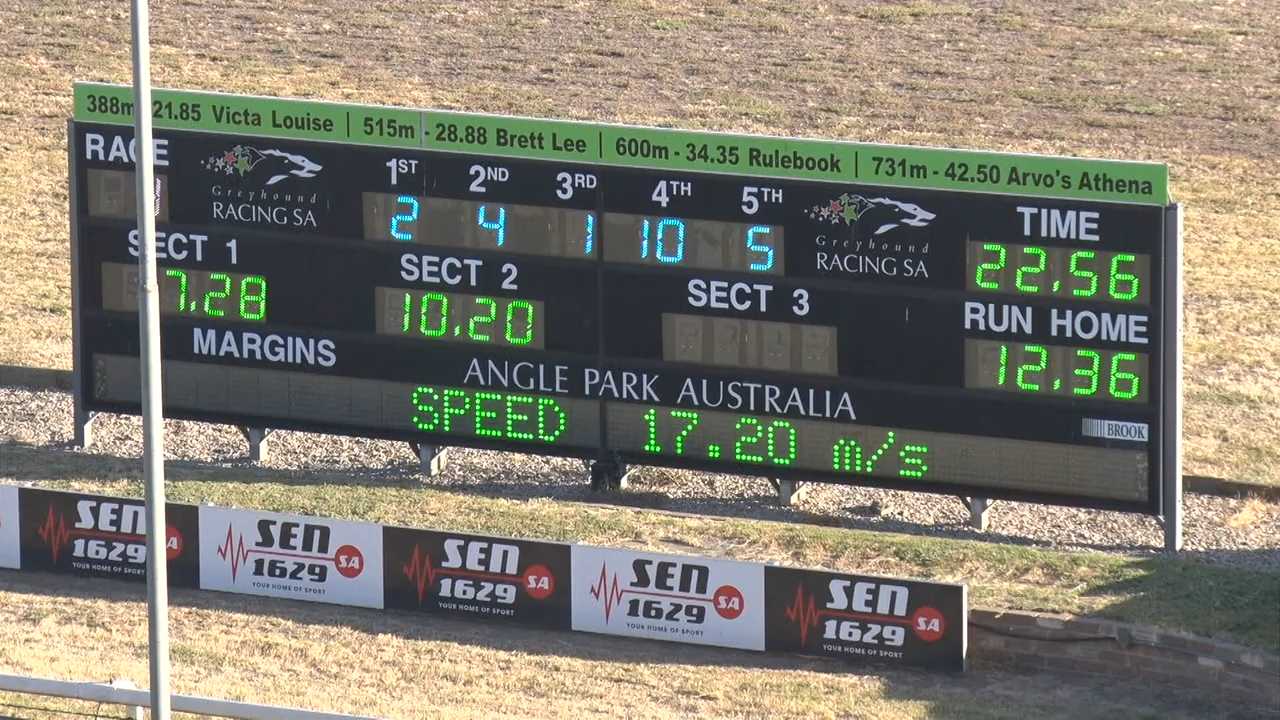 388m 21.85 Victa Louise | 515m - 28.88 Brett Lee | 600m - 34.35 Rulebook | 731m - 42.50 Arvo's Athena
RACE
Greyhound
RACING SA
1ST 2ND 3RD 4TH 5TH
2 4 1 10 5
Greyhound
RACING SA
TIME
22.56
SECT 1
7.28
SECT 2
10.20
SECT 3
RUN HOME
12.36
MARGINS
ANGLE PARK AUSTRALIA
SPEED 17.20 m/s
BROOK
SEN
1629
A
YOUR HOME OF SPORT
SEN
1629
SA
YOUR HOME OF SPORT
SEN
1629
SA
YOUR HOME OF SPORT
SEN
1629
SA
YOUR HOME OF SPORT
SEN
1629
SA
YOUR HOME OF SPORT